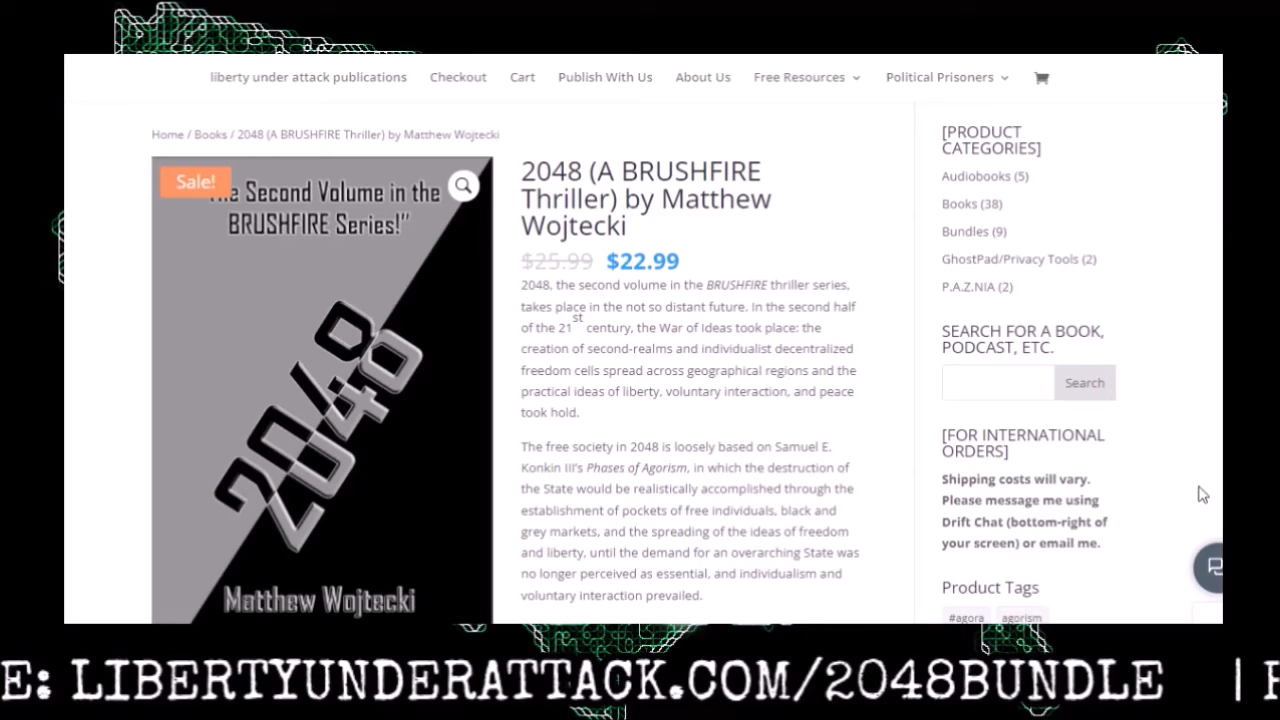 liberty under attack publications Checkout Cart Publish With Us About Us Free Resources Political Prisoners
Home / Books / 2048 (A BRUSHFIRE Thriller) by Matthew Wojtecki
Sale!
The Second Volume in the
BRUSHFIRE Series!”
2048
Matthew Wojtecki
2048 (A BRUSHFIRE
Thriller) by Matthew
Wojtecki
$25.99 $22.99
2048, the second volume in the BRUSHFIRE thriller series,
takes place in the not so distant future. In the second half
of the 21st century, the War of Ideas took place: the
creation of second-realms and individualist decentralized
freedom cells spread across geographical regions and the
practical ideas of liberty, voluntary interaction, and peace
took hold.
The free society in 2048 is loosely based on Samuel E.
Konkin III’s Phases of Agorism, in which the destruction of
the State would be realistically accomplished through the
establishment of pockets of free individuals, black and
grey markets, and the spreading of the ideas of freedom
and liberty, until the demand for an overarching State was
no longer perceived as essential, and individualism and
voluntary interaction prevailed.
[PRODUCT
CATEGORIES]
Audiobooks (5)
Books (38)
Bundles (9)
GhostPad/Privacy Tools (2)
P.A.Z.NIA (2)
SEARCH FOR A BOOK,
PODCAST, ETC.
Search
[FOR INTERNATIONAL
ORDERS]
Shipping costs will vary.
Please message me using
Drift Chat (bottom-right of
your screen) or email me.
Product Tags
#agora agorism
E: LIBERTYUNDERATTACK.COM/2048BUNDLE |